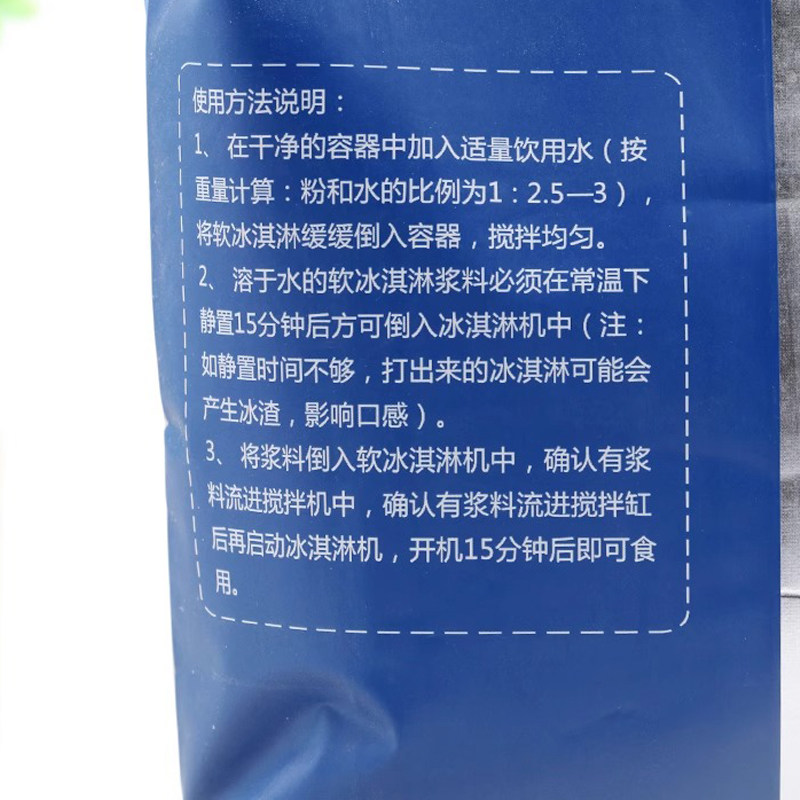 使用方法说明：
1、在干净的容器中加入适量饮用水（按
重量计算：粉和水的比例为1：2.5—3），
将软冰淇淋缓缓倒入容器，搅拌均匀。
2、溶于水的软冰淇淋浆料必须在常温下
静置15分钟后方可倒入冰淇淋机中（注：
如静置时间不够，打出来的冰淇淋可能会
产生冰渣，影响口感）。
3、将浆料倒入软冰淇淋机中，确认有浆
料流进搅拌机中，确认有浆料流进搅拌缸
后再启动冰淇淋机，开机15分钟后即可食
用。